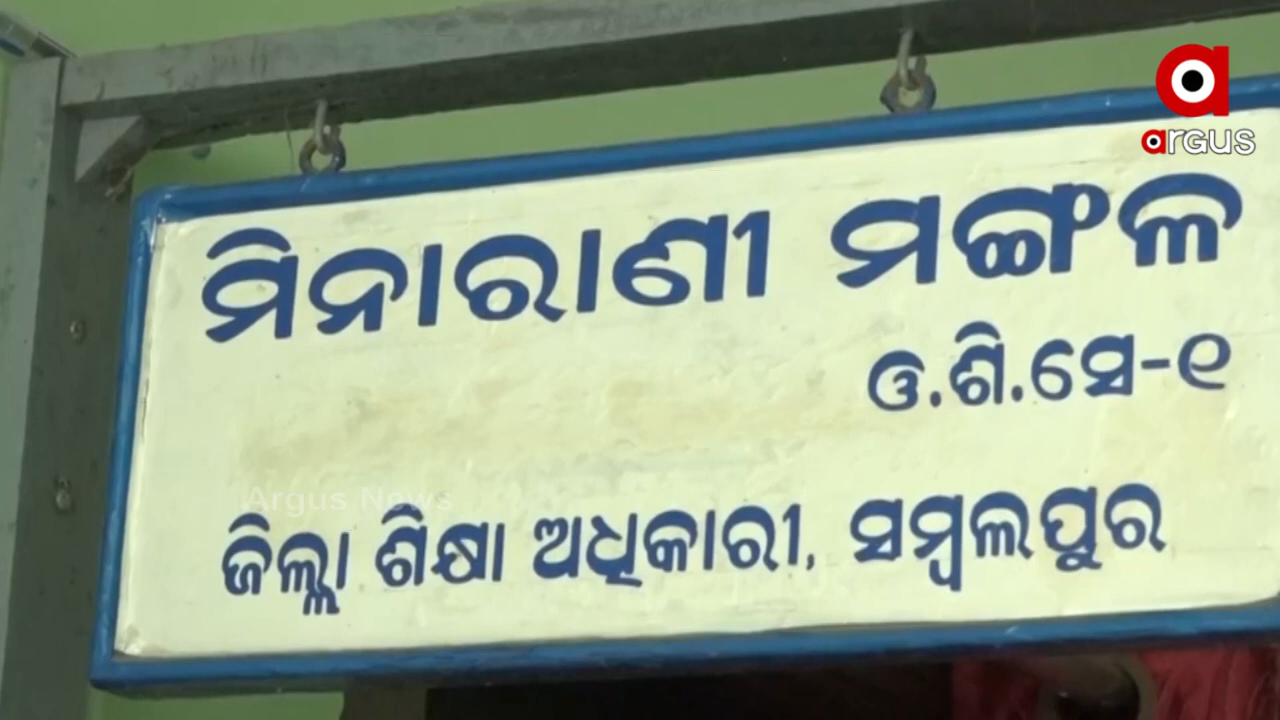 argus
ମିନାରାଣୀ ମଙ୍ଗଳ
ଓ.ଶି.ସେ-୧
Argus News
ଜିଲ୍ଲା ଶିକ୍ଷା ଅଧିକାରୀ, ସମ୍ବଲପୁର